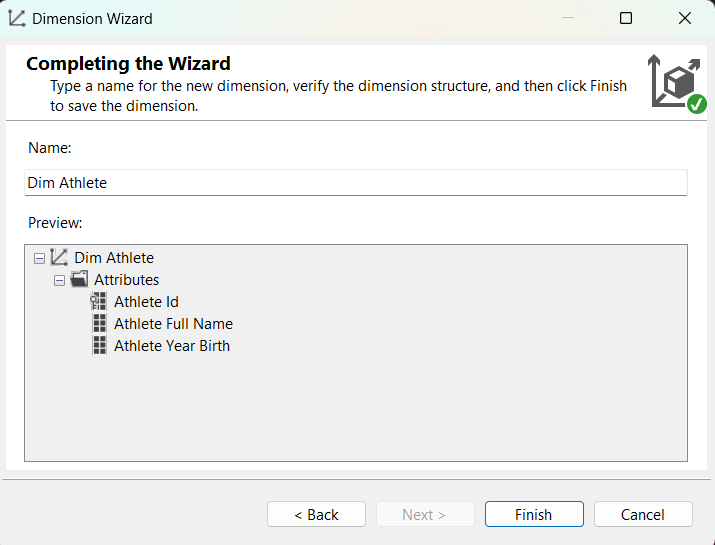 Dimension Wizard
Completing the Wizard
Type a name for the new dimension, verify the dimension structure, and then click Finish
to save the dimension.
Name:
Dim Athlete
Preview:
Dim Athlete
Attributes
Athlete Id
Athlete Full Name
Athlete Year Birth
< Back
Next >
Finish
Cancel